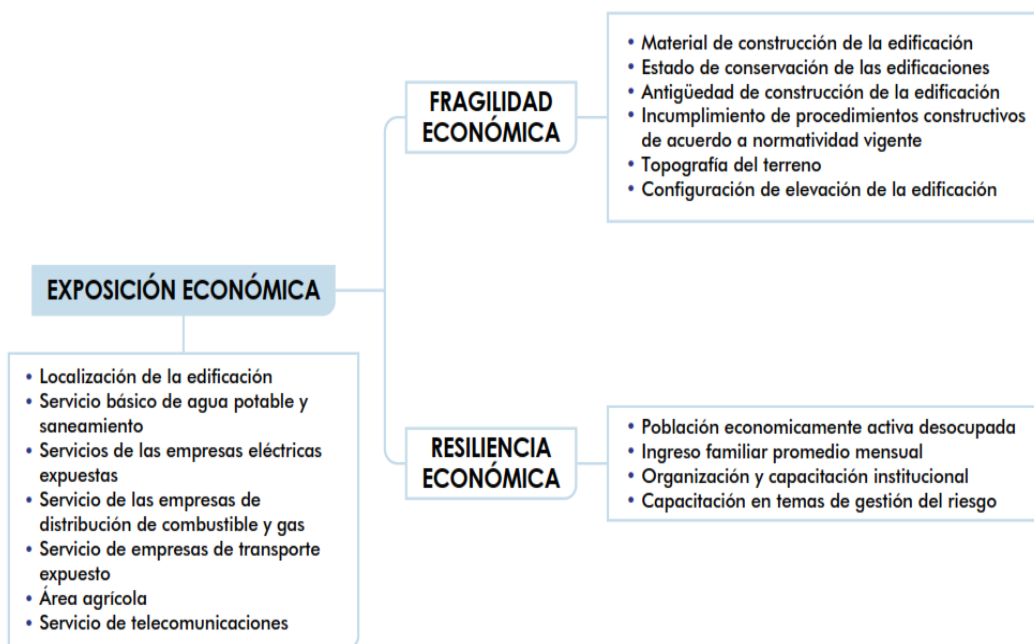 FRAGILIDAD
ECONÓMICA
• Material de construcción de la edificación
• Estado de conservación de las edificaciones
• Antigüedad de construcción de la edificación
• Incumplimiento de procedimientos constructivos
de acuerdo a normatividad vigente
• Topografía del terreno
• Configuración de elevación de la edificación
EXPOSICIÓN ECONÓMICA
• Localización de la edificación
• Servicio básico de agua potable y
saneamiento
• Servicios de las empresas eléctricas
expuestas
• Servicio de las empresas de
distribución de combustible y gas
• Servicio de empresas de transporte
expuesto
• Área agrícola
• Servicio de telecomunicaciones
RESILIENCIA
ECONÓMICA
• Población economicamente activa desocupada
• Ingreso familiar promedio mensual
• Organización y capacitación institucional
• Capacitación en temas de gestión del riesgo